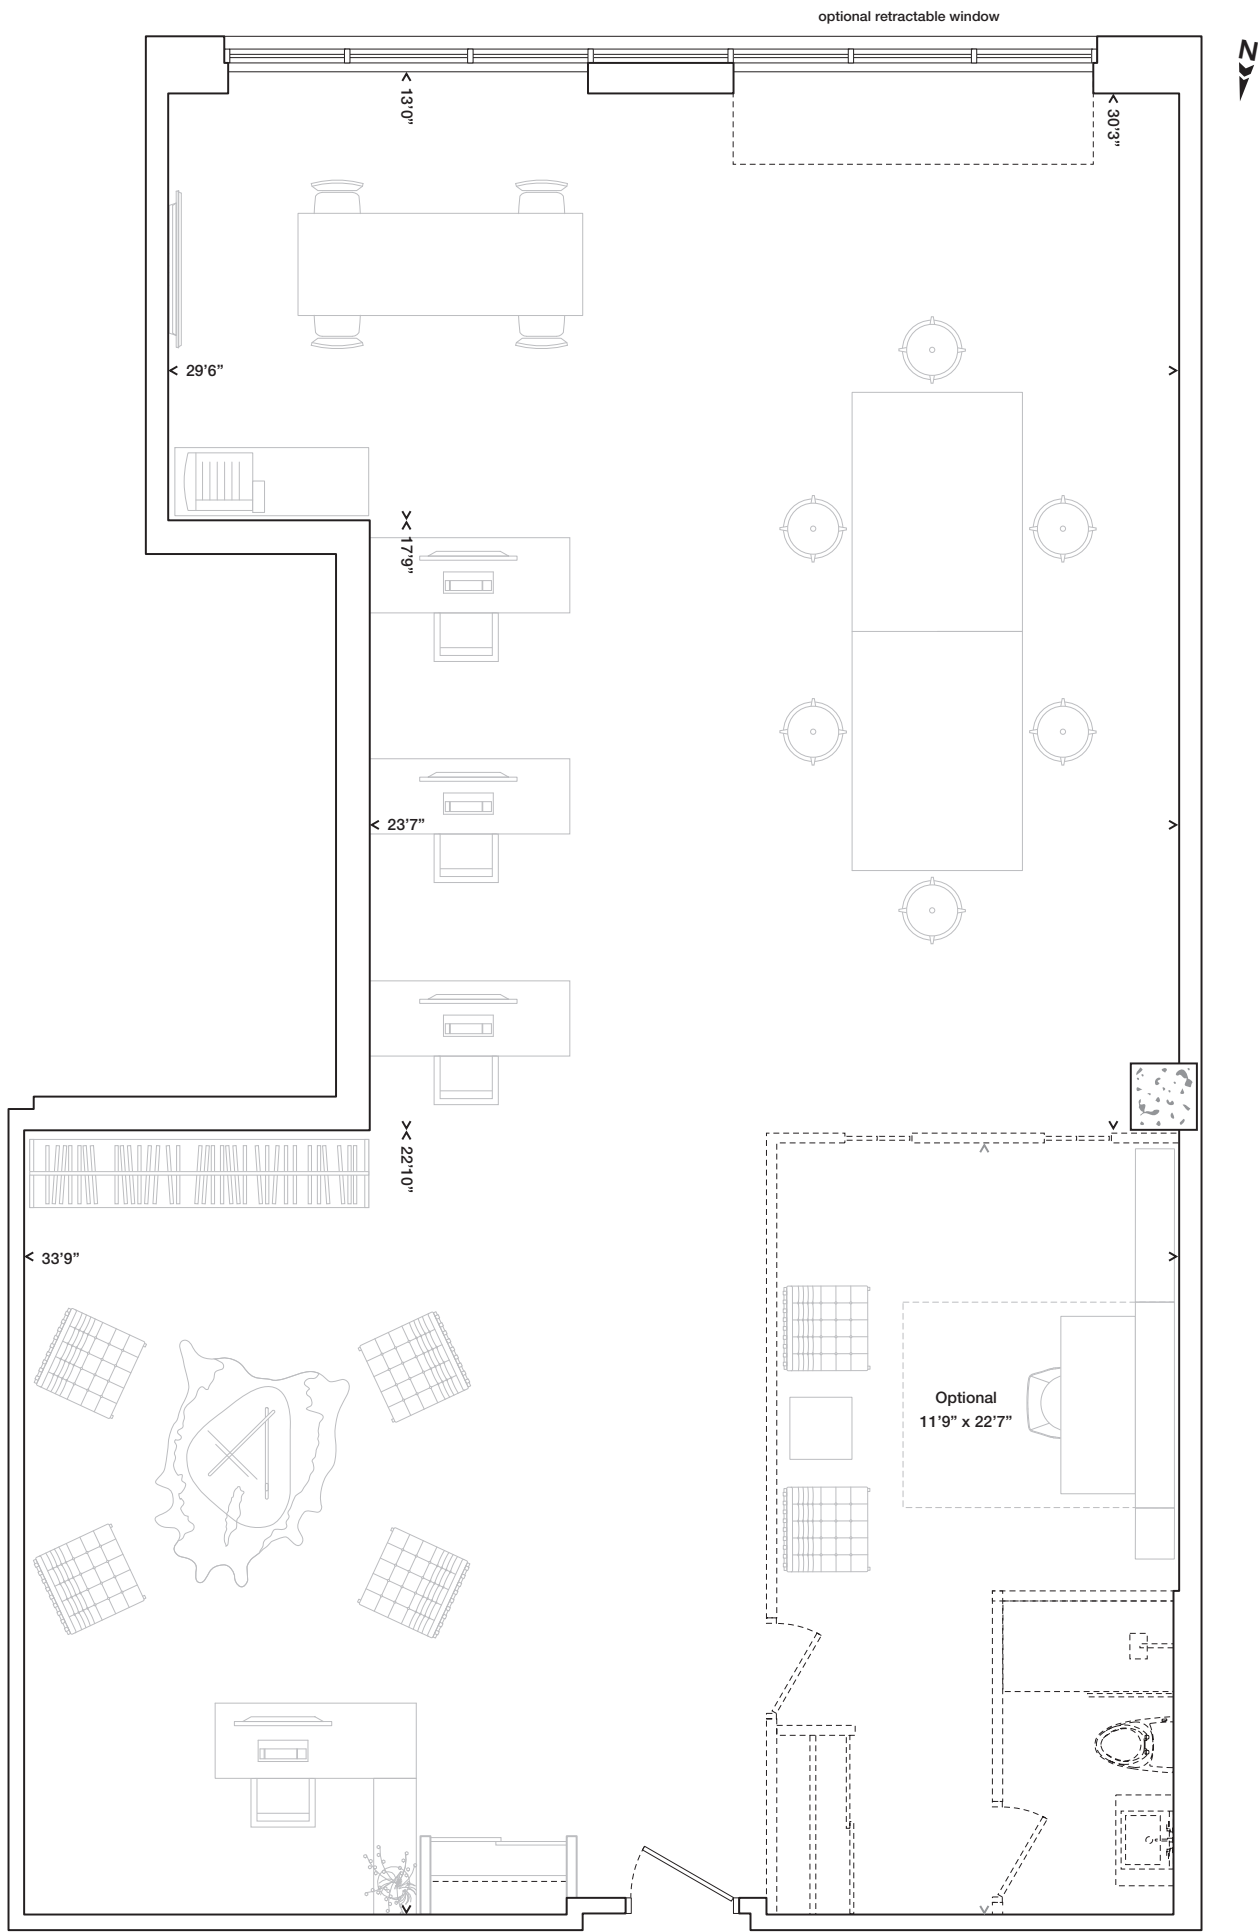 optional retractable window
N
13’0”
30’3”
29’6”
17’9”
23’7”
22’10”
33’9”
Optional
11’9” x 22’7”